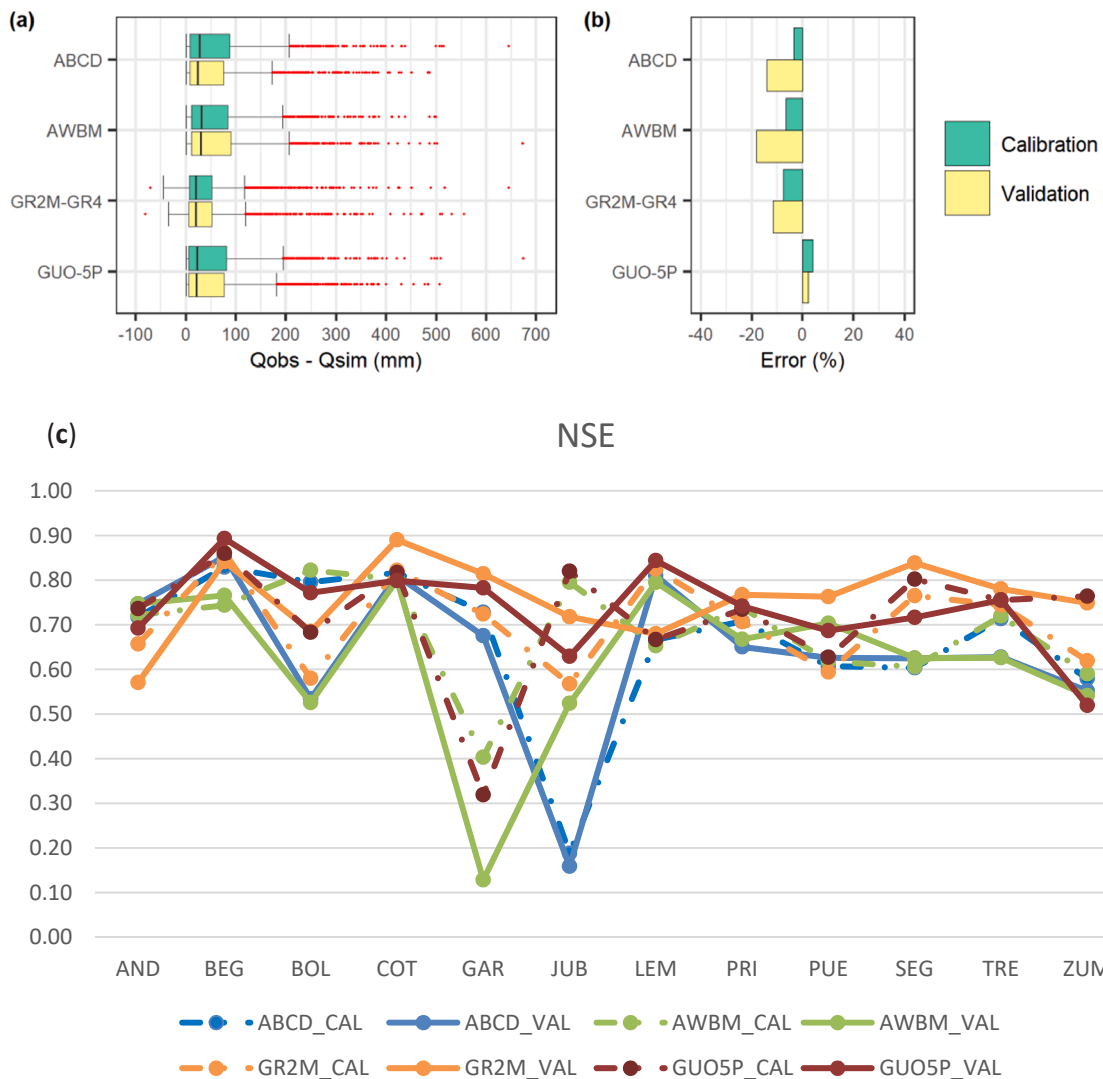 (a)
ABCD
AWBM
GR2M-GR4
GUO-5P
-100 0 100 200 300 400 500 600 700
Qobs - Qsim (mm)
(b)
ABCD
AWBM
GR2M-GR4
GUO-5P
-40 -20 0 20 40
Error (%)
Calibration
Validation
(c)
NSE
1.00
0.90
0.80
0.70
0.60
0.50
0.40
0.30
0.20
0.10
0.00
AND BEG BOL COT GAR JUB LEM PRI PUE SEG TRE ZUM
ABCD_CAL ABCD_VAL AWBM_CAL AWBM_VAL
GR2M_CAL GR2M_VAL GUO5P_CAL GUO5P_VAL